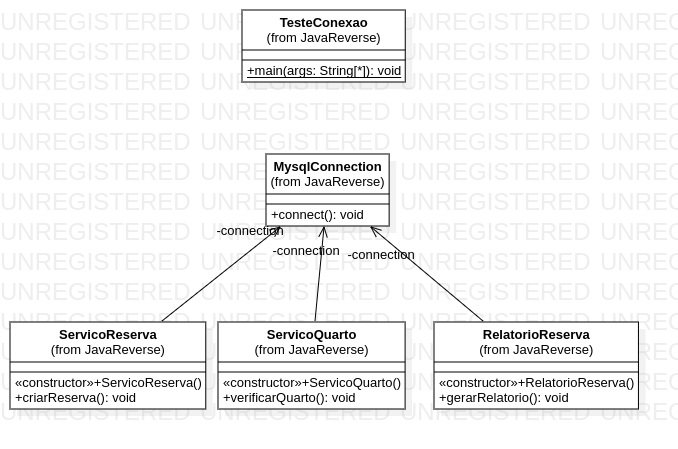 UNREGISTERED UNREGISTERED UNREGISTERED UNREG
TesteConexao
(from JavaReverse)
+main(args: String[*]): void
MysqlConnection
(from JavaReverse)
+connect(): void
-connection
-connection
-connection
ServicoReserva
(from JavaReverse)
«constructor»+ServicoReserva()
+criarReserva(): void
ServicoQuarto
(from JavaReverse)
«constructor»+ServicoQuarto()
+verificarQuarto(): void
RelatorioReserva
(from JavaReverse)
«constructor»+RelatorioReserva()
+gerarRelatorio(): void